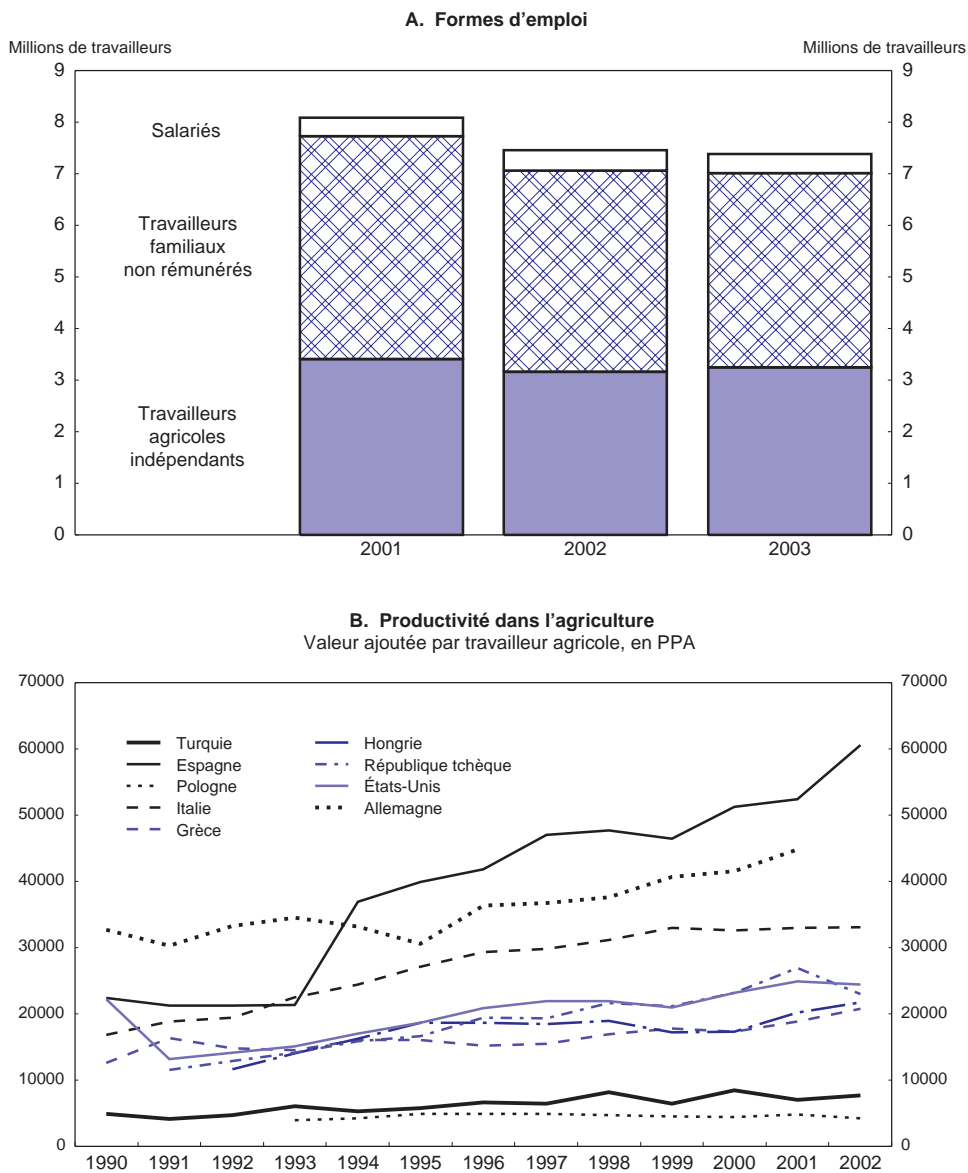 A. Formes d'emploi
Millions de travailleurs
Millions de travailleurs
9
9
8
8
Salariés
7
7
6
6
Travailleurs
familiaux
non rémunérés
5
5
4
4
3
3
Travailleurs
agricoles
indépendants
2
2
1
1
0
0
2001
2002
2003
B. Productivité dans l'agriculture
Valeur ajoutée par travailleur agricole, en PPA
70000
70000
60000
60000
50000
50000
40000
40000
30000
30000
20000
20000
10000
10000
0
0
Turquie
Espagne
Pologne
Italie
Grèce
Hongrie
République tchèque
États-Unis
Allemagne
1990 1991 1992 1993 1994 1995 1996 1997 1998 1999 2000 2001 2002